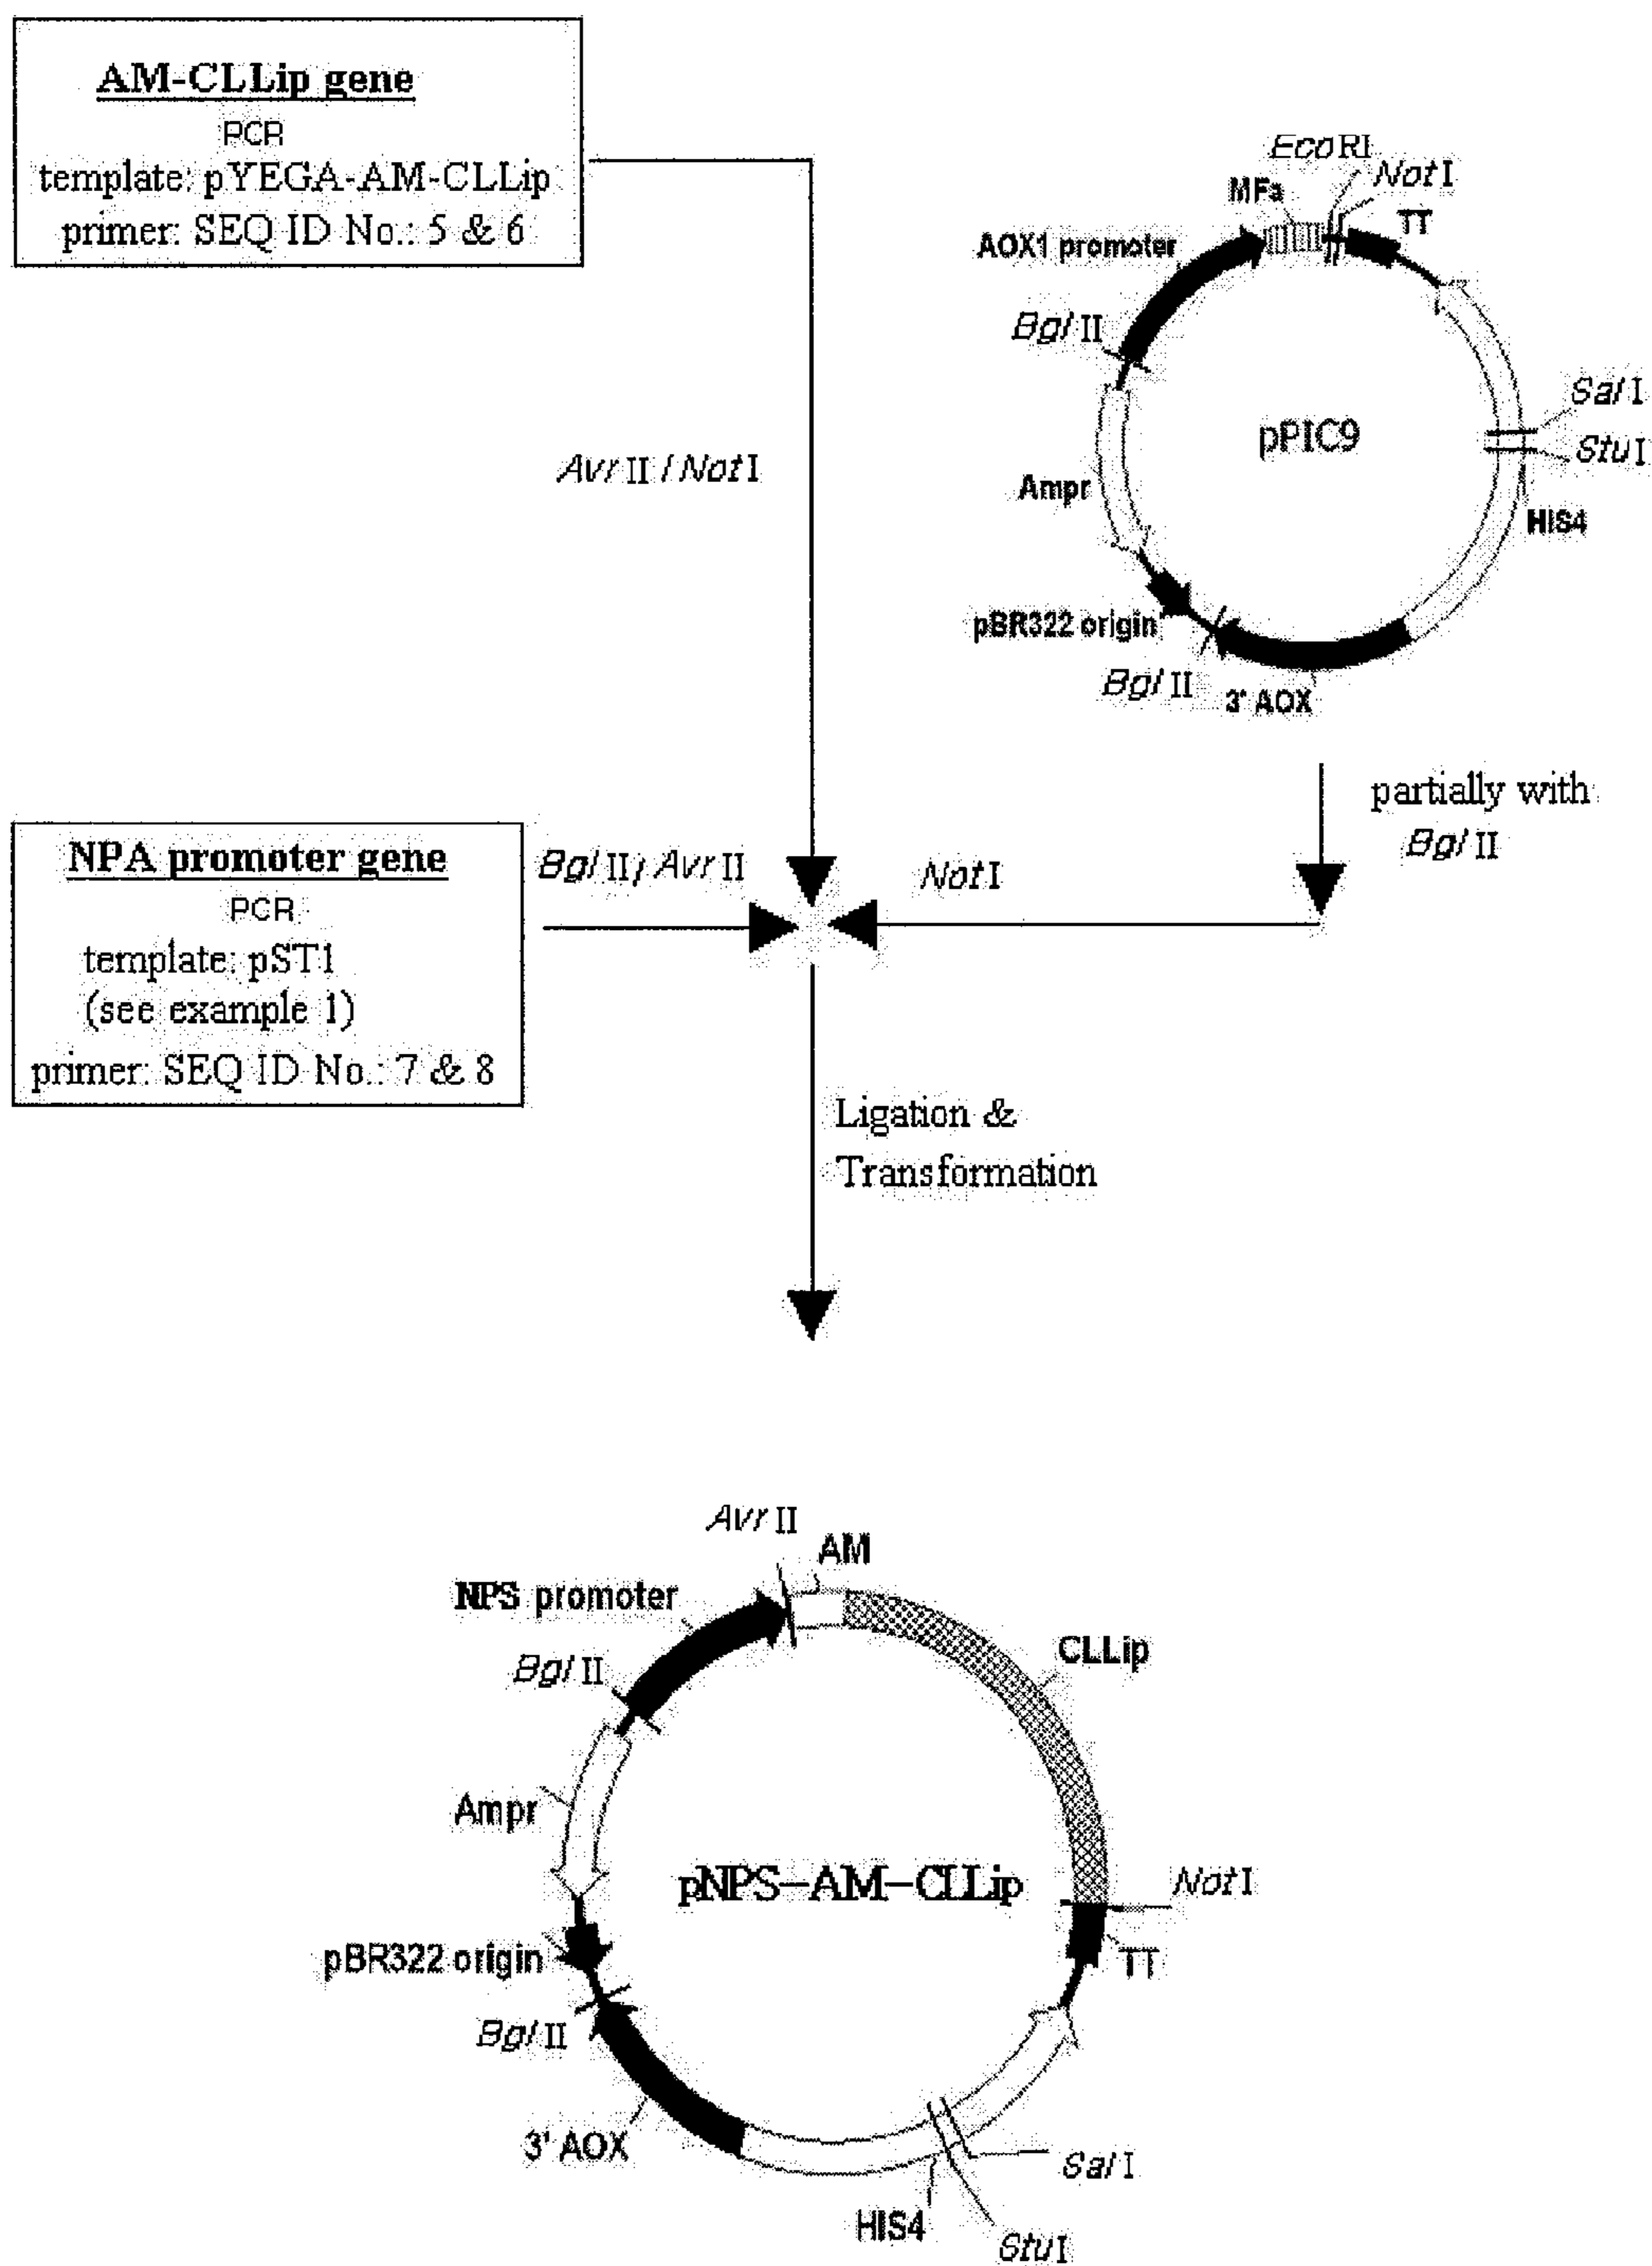 AM-CLLip gene
PCR
template: pYEGA-AM-CLLip
primer: SEQ ID No.: 5 & 6
EcoRI
NotI
MFa
TT
AOX1 promoter
BglII
SalI
pPIC9
StuI
Ampr
HIS4
pBR322 origin
BglII
3' AOX
AvrII / NotI
partially with
BglII
NPA promoter gene
PCR
template: pST1
(see example 1)
primer: SEQ ID No.: 7 & 8
BglII/ AvrII
NotI
Ligation &
Transformation
AvrII
AM
NPS promoter
CLLip
BglII
Ampr
pNPS-AM-CLLip
NotI
pBR322 origin
TT
BglII
3' AOX
SalI
HIS4
StuI